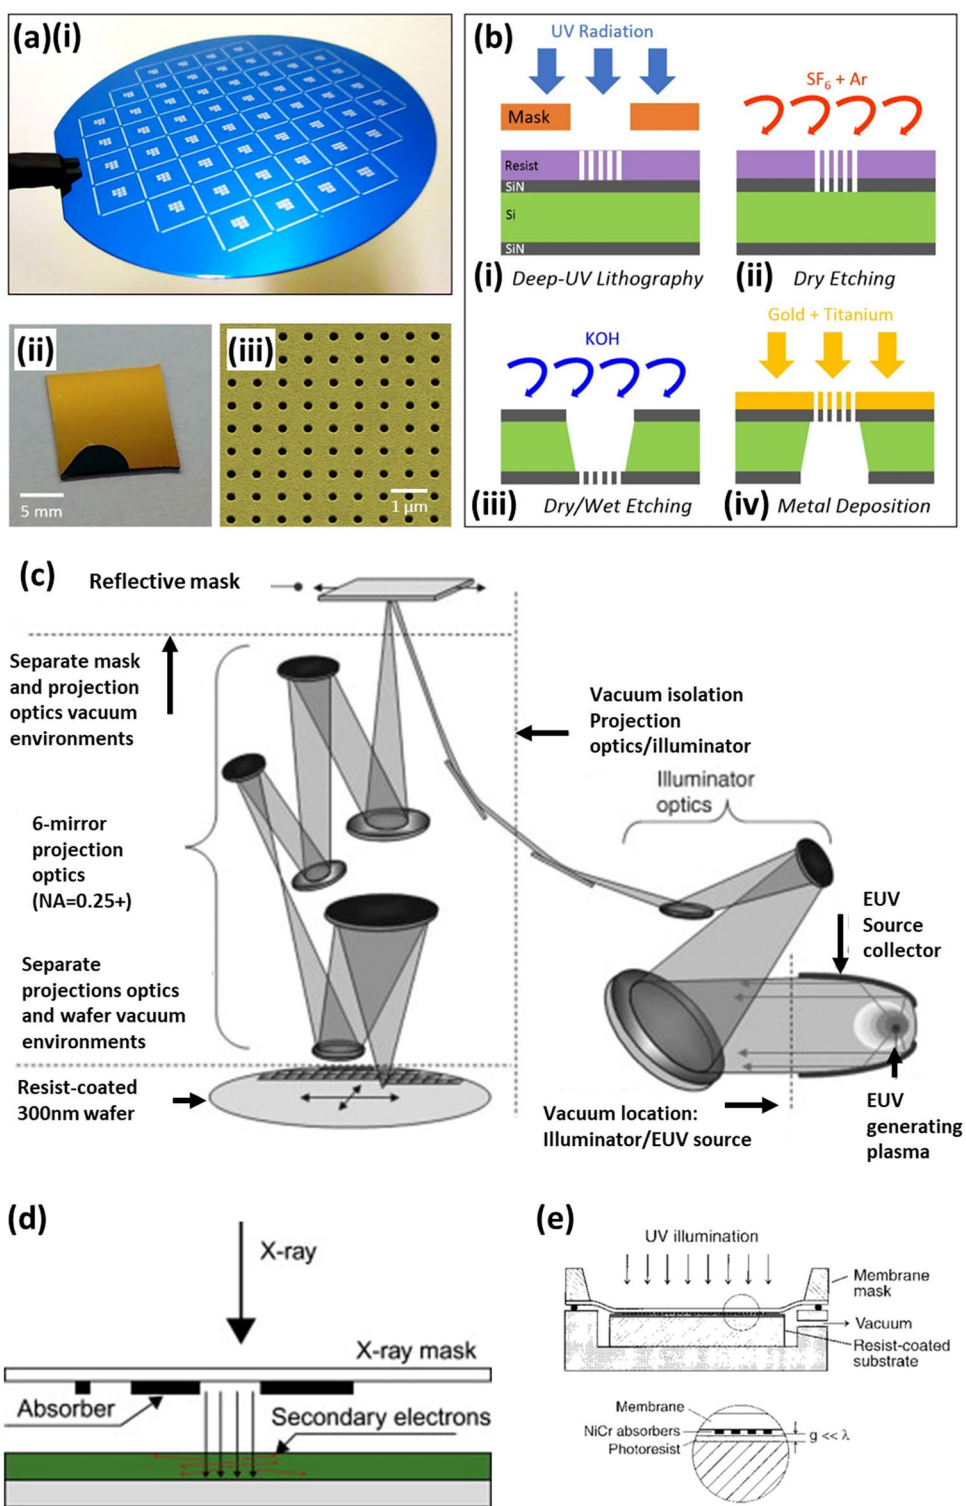 (a)(i)
(ii)
5 mm
(iii)
1 µm
(b)
UV Radiation
Mask
Resist
SiN
Si
SiN
(i) Deep-UV Lithography
SF6 + Ar
(ii) Dry Etching
KOH
(iii) Dry/Wet Etching
Gold + Titanium
(iv) Metal Deposition
(c)
Reflective mask
Separate mask
and projection
optics vacuum
environments
6-mirror
projection
optics
(NA=0.25+)
Separate
projections optics
and wafer vacuum
environments
Resist-coated
300nm wafer
Vacuum isolation
Projection
optics/illuminator
Illuminator
optics
EUV
Source
collector
Vacuum location:
Illuminator/EUV source
EUV
generating
plasma
(d)
X-ray
X-ray mask
Absorber
Secondary electrons
(e)
UV illumination
Membrane
mask
Vacuum
Resist-coated
substrate
Membrane
NiCr absorbers
Photoresist
g << λ